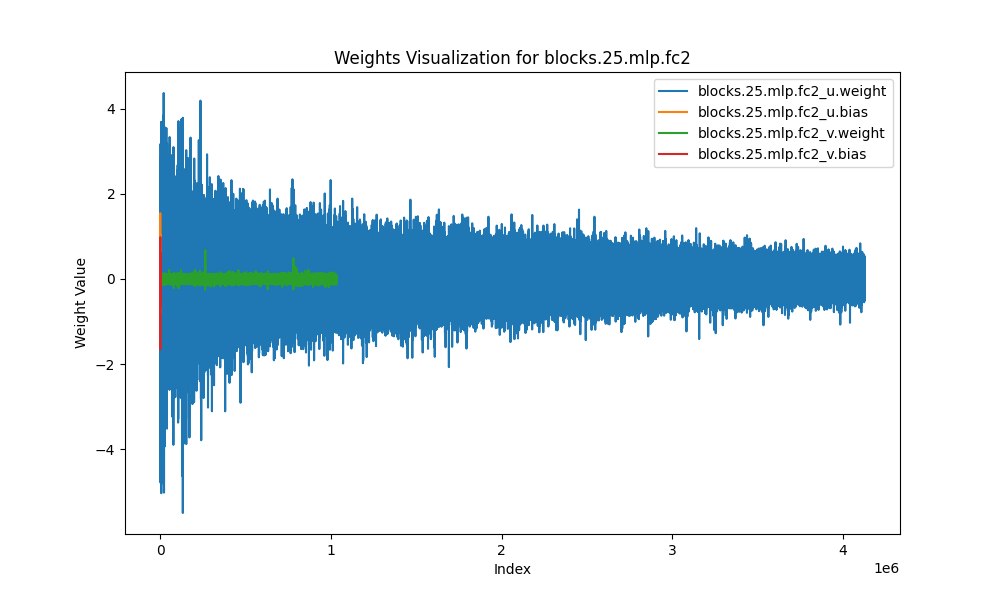 Weights Visualization for blocks.25.mlp.fc2
blocks.25.mlp.fc2_u.weight
blocks.25.mlp.fc2_u.bias
blocks.25.mlp.fc2_v.weight
blocks.25.mlp.fc2_v.bias
Weight Value
4
2
0
−2
−4
0 1 2 3 4
1e6
Index